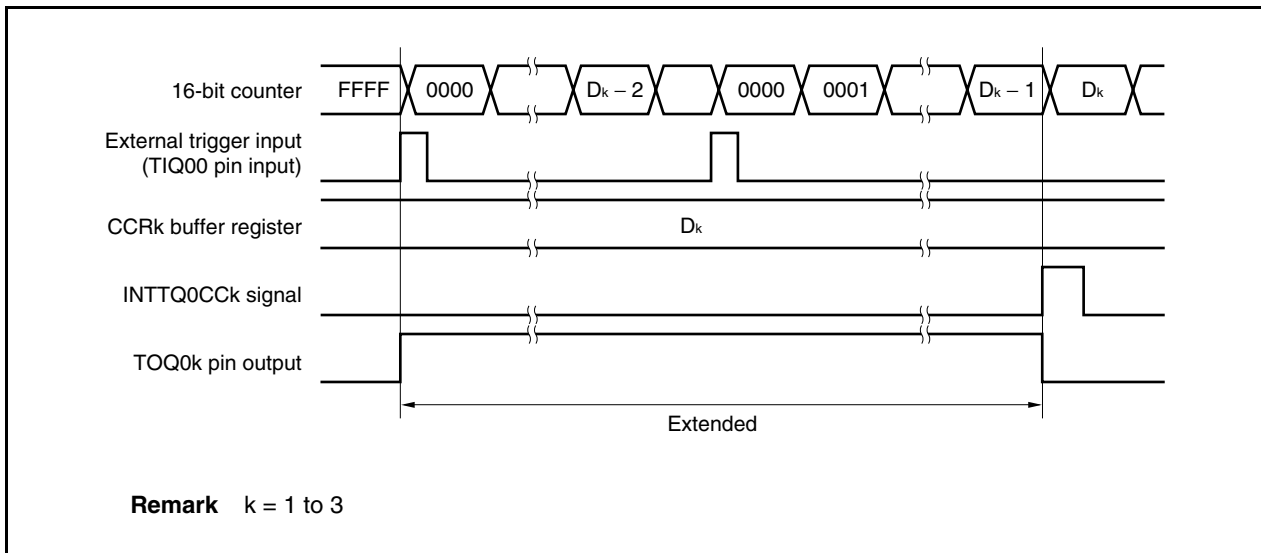 16-bit counter FFFF 0000 Dk − 2 0000 0001 Dk − 1 Dk
External trigger input
(TIQ00 pin input)
CCRk buffer register Dk
INTTQ0CCk signal
TOQ0k pin output
Extended
Remark k = 1 to 3